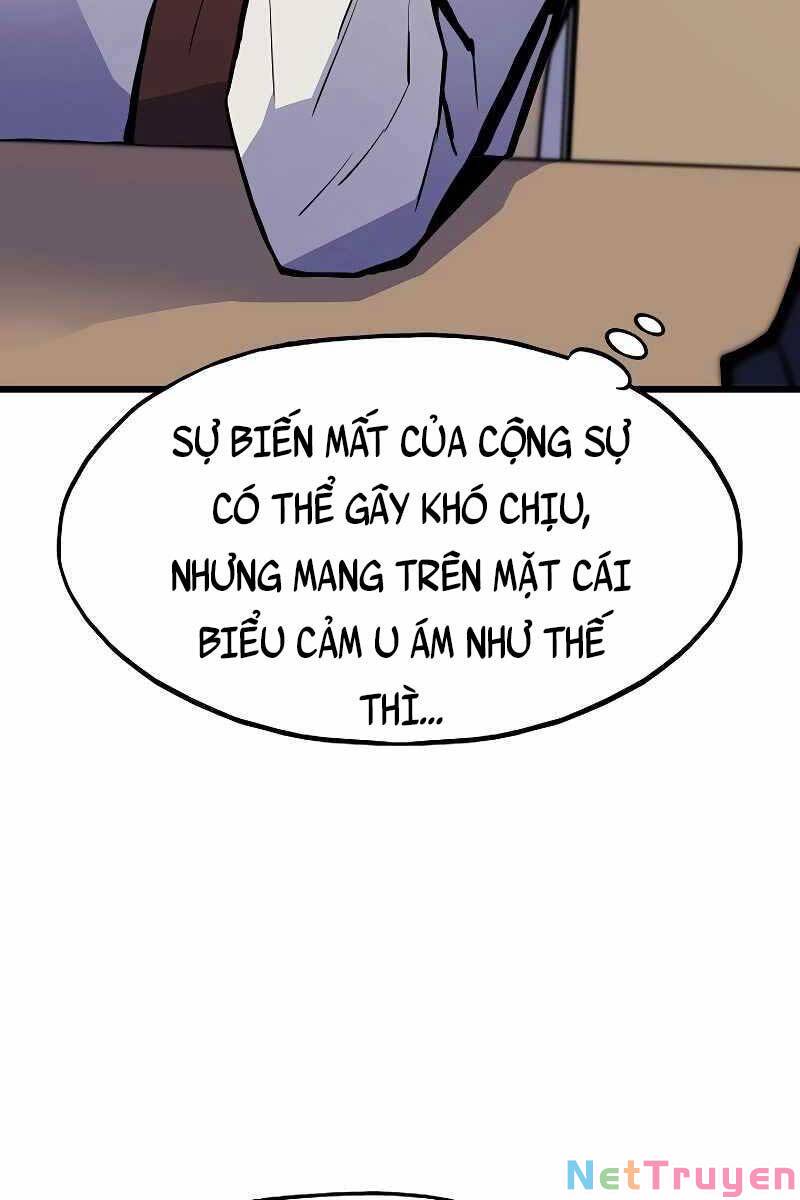 SỰ BIẾN MẤT CỦA CỘNG SỰ
CÓ THỂ GÂY KHÓ CHỊU,
NHƯNG MANG TRÊN MẶT CÁI
BIỂU CẢM U ÁM NHƯ THẾ
THÌ...
NetTruyen